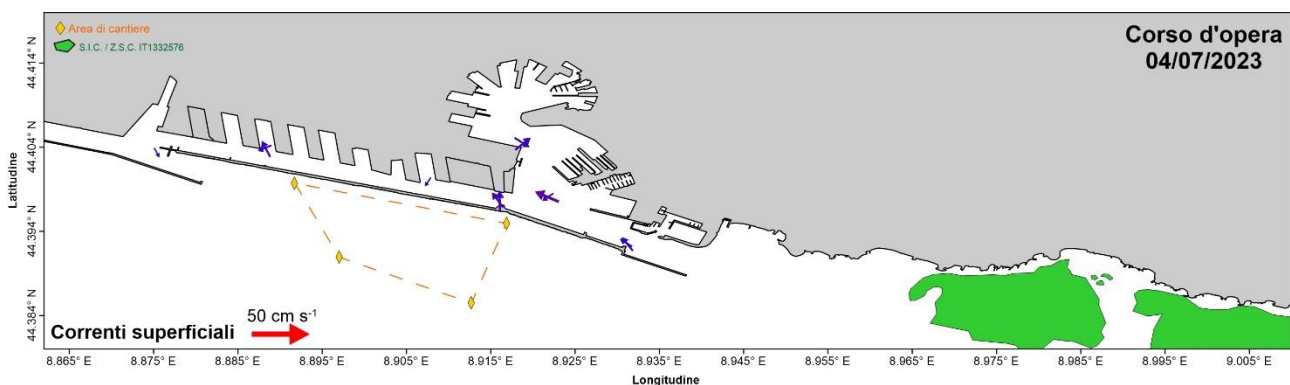 Area di cantiere
S.I.C. / Z.S.C. IT1332576
Corso d'opera
04/07/2023
44.414° N
44.404° N
44.394° N
44.384° N
Latitudine
Correnti superficiali
50 cm s⁻¹
8.865° E 8.875° E 8.885° E 8.895° E 8.905° E 8.915° E 8.925° E 8.935° E 8.945° E 8.955° E 8.965° E 8.975° E 8.985° E 8.995° E 9.005° E
Longitudine